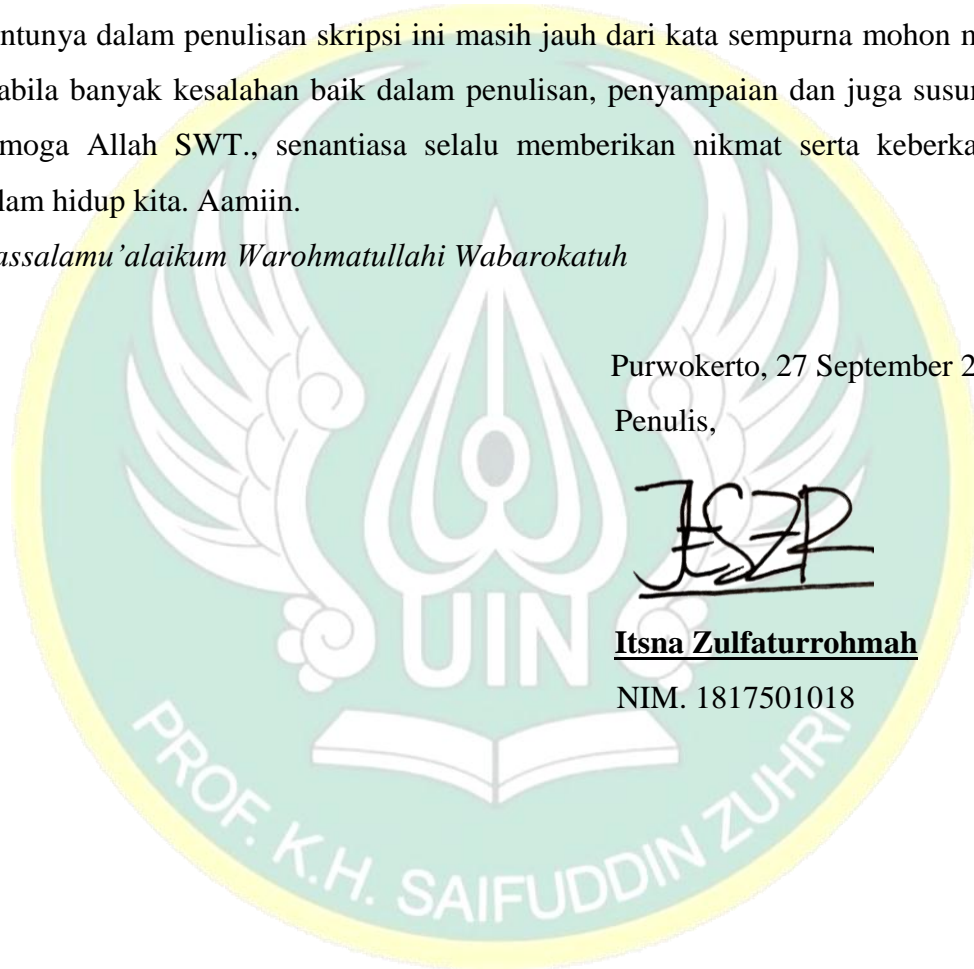 ntunya dalam penulisan skripsi ini masih jauh dari kata sempurna mohon
abila banyak kesalahan baik dalam penulisan, penyampaian dan juga susun
moga Allah SWT., senantiasa selalu memberikan nikmat serta keberka
lam hidup kita. Aamiin.
assalamu'alaikum Warohmatullahi Wabarokatuh
Purwokerto, 27 September 2
Penulis,
Itsna Zulfaturrohmah
NIM. 1817501018
UIN
PROF. K.H. SAIFUDDIN ZUHRI